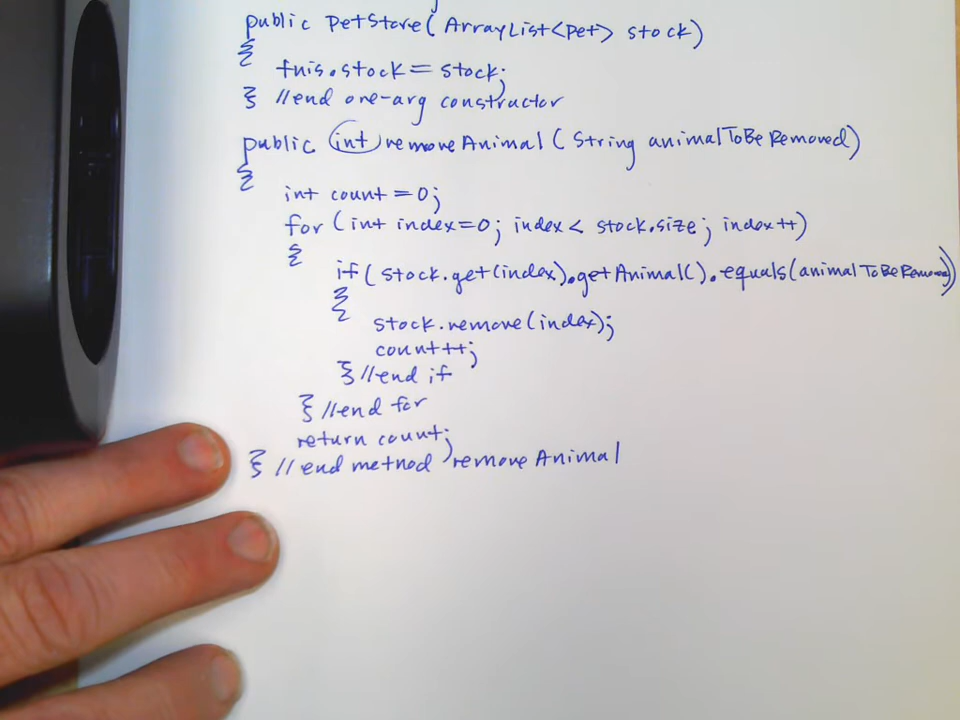 public PetStore(ArrayList<Pet> stock)
{
this.stock = stock;
} //end one-arg constructor
public int removeAnimal(String animalToBeRemoved)
{
int count = 0;
for (int index=0; index < stock.size; index++)
{
if(stock.get(index).getAnimal().equals(animalToBeRemoved))
{
stock.remove(index);
count++;
} //end if
} //end for
return count;
} //end method removeAnimal